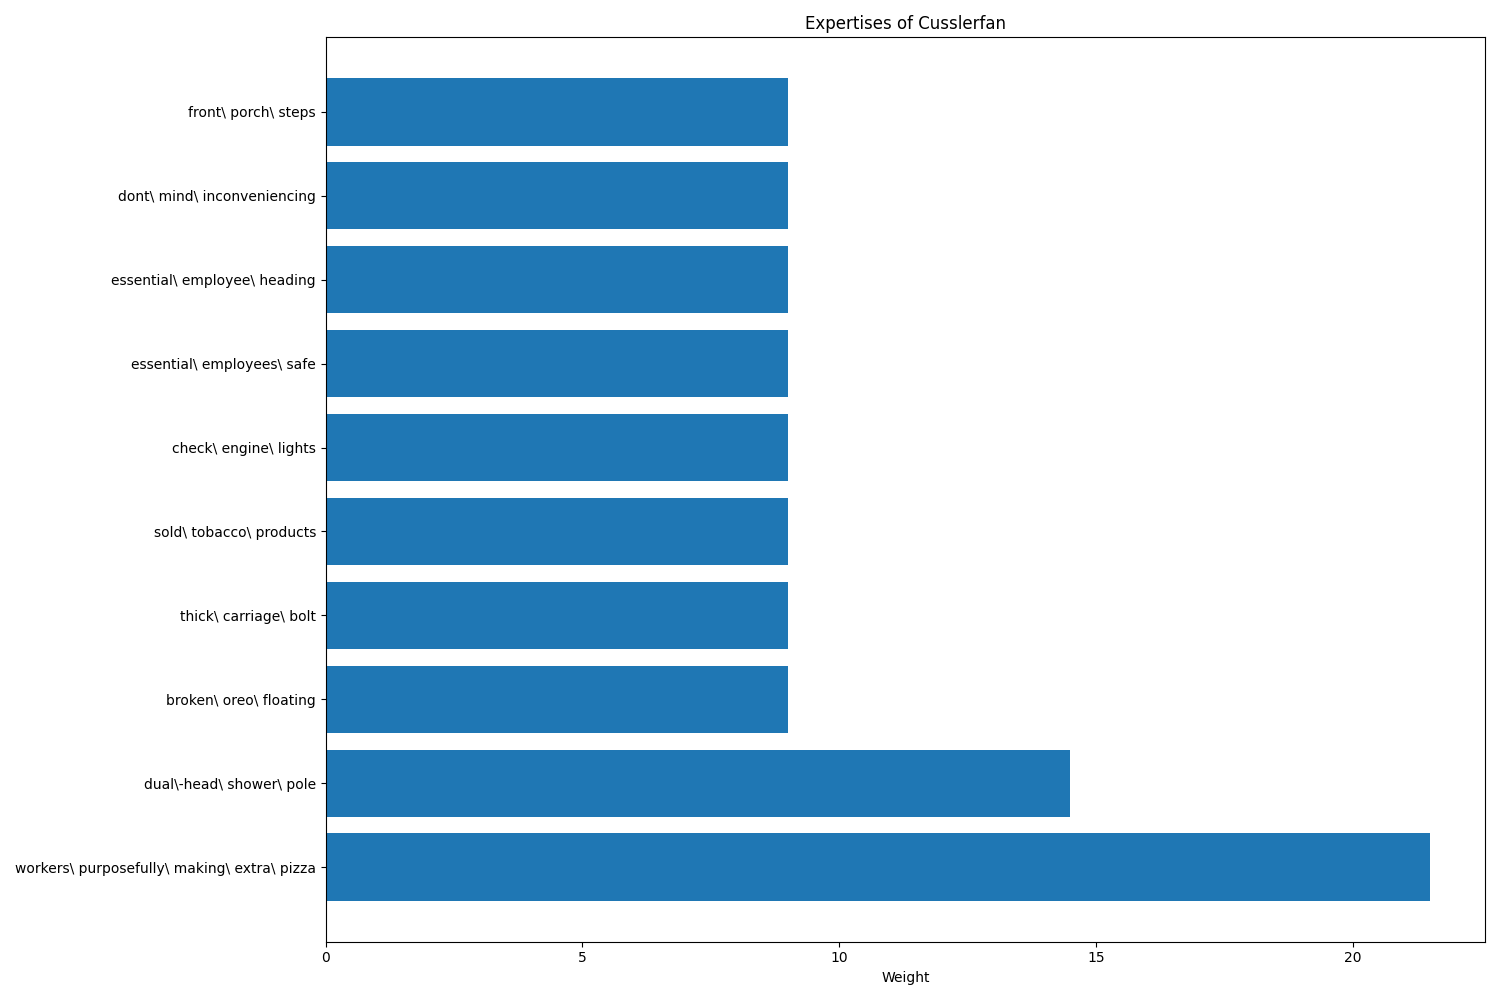 Expertises of Cusslerfan
front\ porch\ steps
dont\ mind\ inconveniencing
essential\ employee\ heading
essential\ employees\ safe
check\ engine\ lights
sold\ tobacco\ products
thick\ carriage\ bolt
broken\ oreo\ floating
dual\-head\ shower\ pole
workers\ purposefully\ making\ extra\ pizza
0 5 10 15 20
Weight